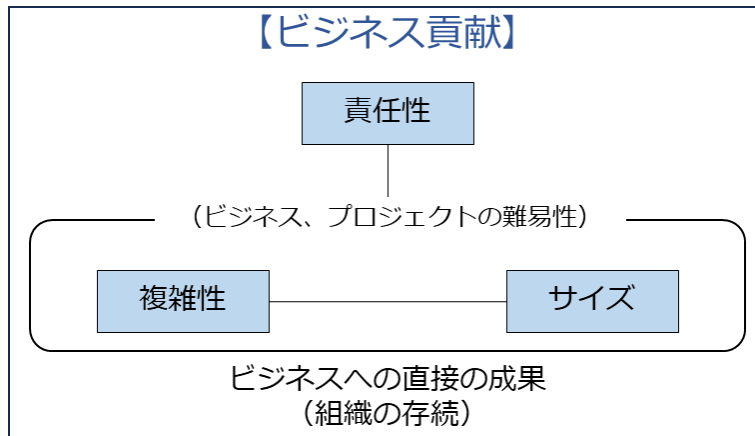 【ビジネス貢献】
責任性
（ビジネス、プロジェクトの難易性）
複雑性
サイズ
ビジネスへの直接の成果
（組織の存続）